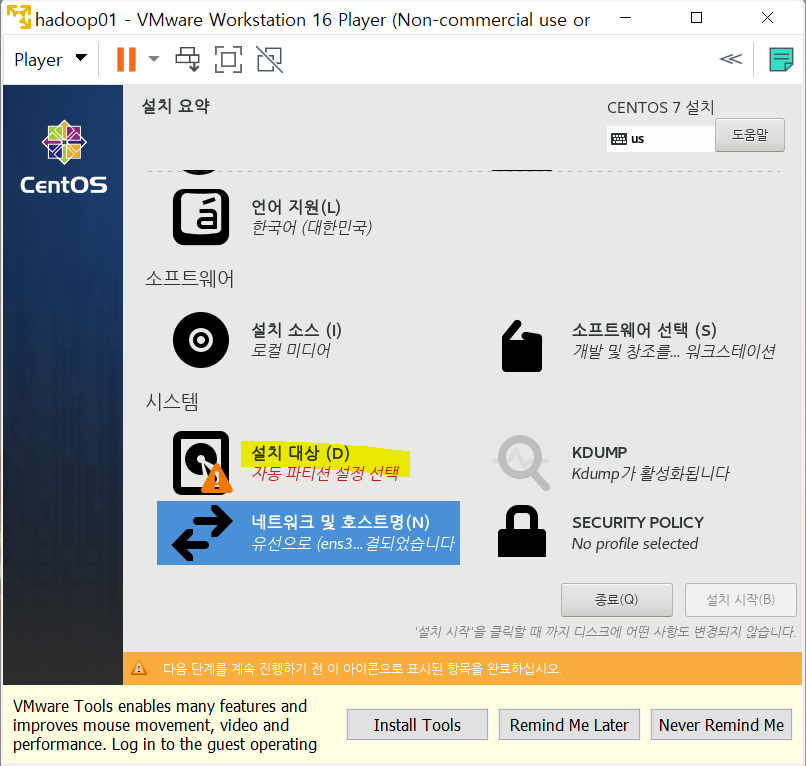 hadoop01 - VMware Workstation 16 Player (Non-commercial use or
Player
설치 요약
CENTOS 7 설치
us
도움말
CentOS
á
언어 지원(L)
한국어 (대한민국)
소프트웨어
설치 소스 (I)
로컬 미디어
소프트웨어 선택 (S)
개발 및 창조를... 워크스테이션
시스템
설치 대상 (D)
자동 파티션 설정 선택
KDUMP
Kdump가 활성화됩니다
네트워크 및 호스트명(N)
유선으로 (ens3...결되었습니다
SECURITY POLICY
No profile selected
종료(Q)
설치 시작(B)
'설치 시작'을 클릭할 때 까지 디스크에 어떤 사항도 변경되지 않습니다.
다음 단계를 계속 진행하기 전 이 아이콘으로 표시된 항목을 완료하십시오.
VMware Tools enables many features and
improves mouse movement, video and
performance. Log in to the guest operating
Install Tools
Remind Me Later
Never Remind Me